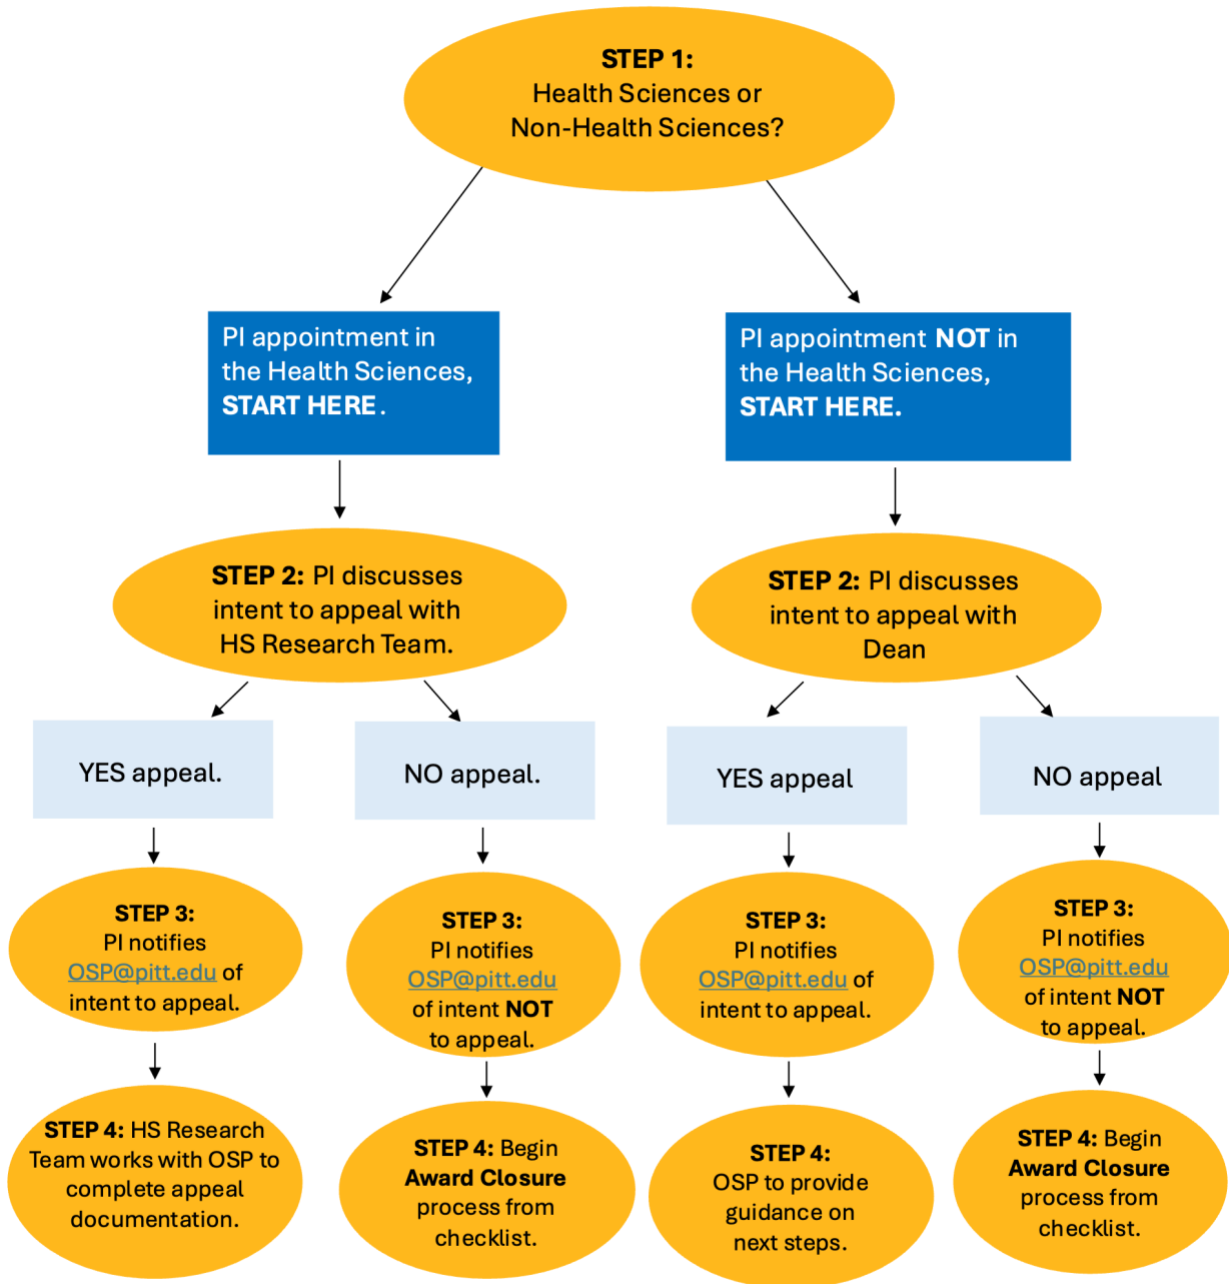 STEP 1:
Health Sciences or
Non-Health Sciences?
PI appointment in
the Health Sciences,
START HERE.
PI appointment NOT in
the Health Sciences,
START HERE.
STEP 2: PI discusses
intent to appeal with
HS Research Team.
STEP 2: PI discusses
intent to appeal with
Dean
YES appeal.
NO appeal.
YES appeal
NO appeal
STEP 3:
PI notifies
OSP@pitt.edu of
intent to appeal.
STEP 3:
PI notifies
OSP@pitt.edu
of intent NOT
to appeal.
STEP 3:
PI notifies
OSP@pitt.edu of
intent to appeal.
STEP 3:
PI notifies
OSP@pitt.edu
of intent NOT
to appeal.
STEP 4: HS Research
Team works with OSP to
complete appeal
documentation.
STEP 4: Begin
Award Closure
process from
checklist.
STEP 4:
OSP to provide
guidance on
next steps.
STEP 4: Begin
Award Closure
process from
checklist.